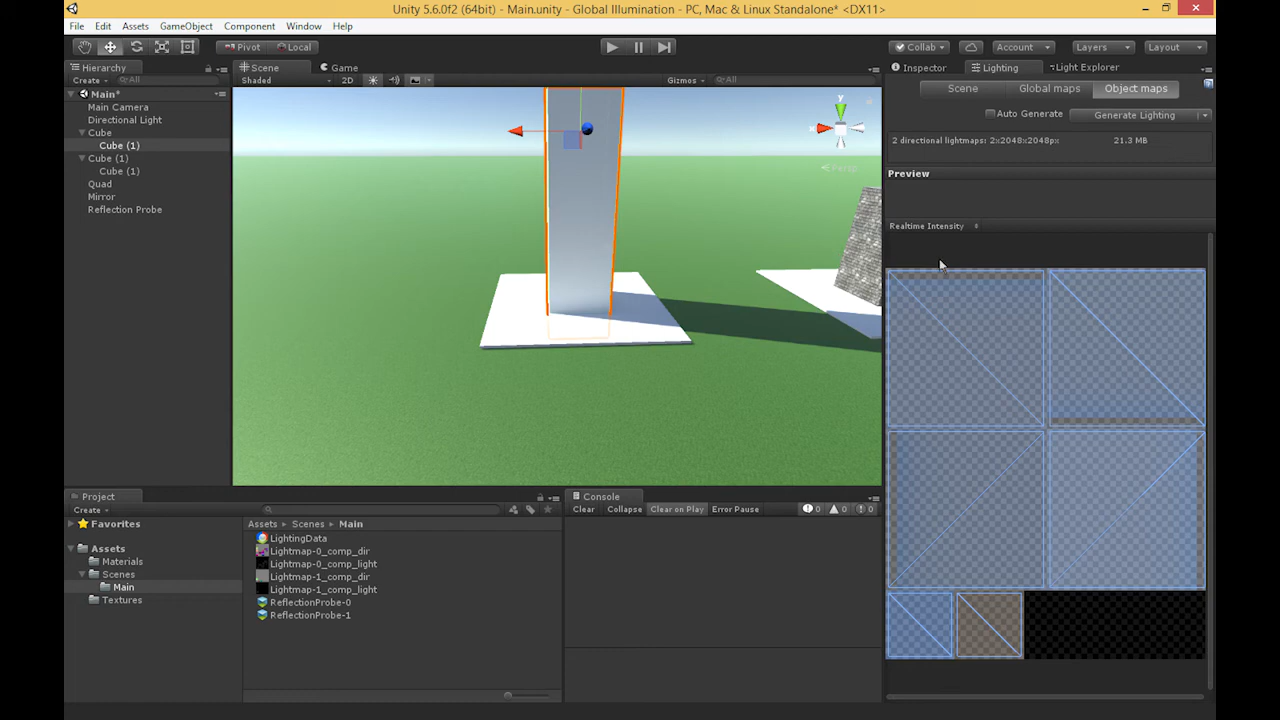 Unity 5.6.0f2 (64bit) - Main.unity - Global Illumination - PC, Mac & Linux Standalone* <DX11>
File Edit Assets GameObject Component Window Help
Pivot Local Collab Account Layers Layout
Hierarchy Scene Game Inspector Lighting Light Explorer
Create All Shaded 2D Gizmos All
Main*
Main Camera
Directional Light
Cube
Cube (1)
Cube (1)
Cube (1)
Quad
Mirror
Reflection Probe
y
x
Persp
Scene Global maps Object maps
Auto Generate Generate Lighting
2 directional lightmaps: 2x2048x2048px 21.3 MB
Preview
Realtime Intensity
Project
Create
Favorites
Assets
Materials
Scenes
Main
Textures
Assets Scenes Main
LightingData
Lightmap-0_comp_dir
Lightmap-0_comp_light
Lightmap-1_comp_dir
Lightmap-1_comp_light
ReflectionProbe-0
ReflectionProbe-1
Console
Clear Collapse Clear on Play Error Pause 0 0 0